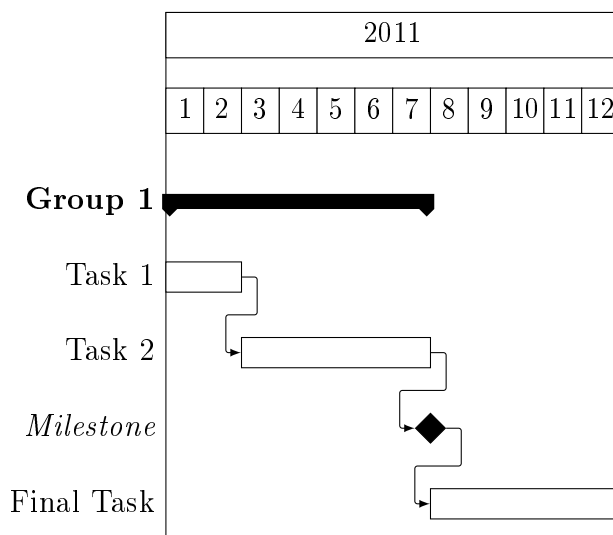 2011
1 2 3 4 5 6 7 8 9 10 11 12
Group 1
Task 1
Task 2
Milestone
Final Task